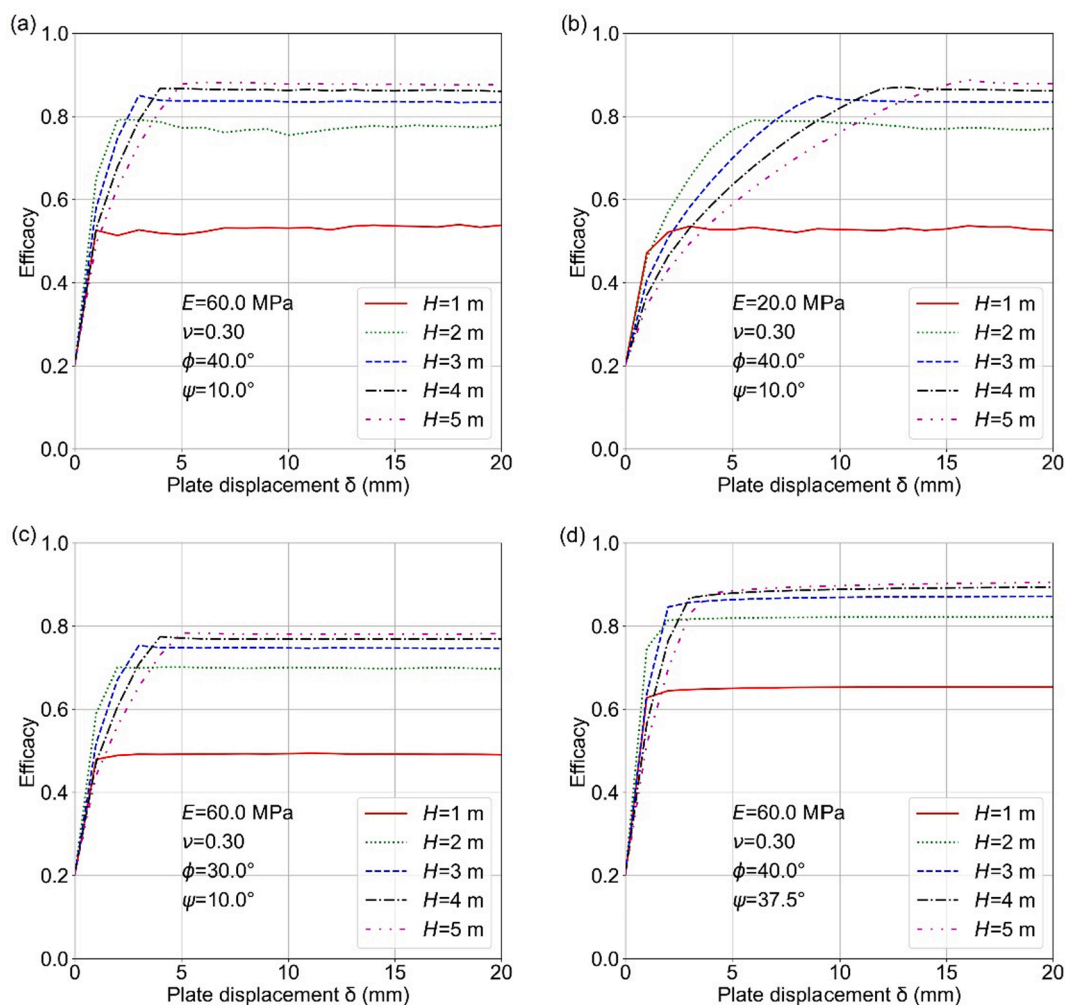 (a)
1.0
0.8
0.6
0.4
0.2
0.0
Efficacy
E=60.0 MPa
ν=0.30
ϕ=40.0°
ψ=10.0°
H=1 m
H=2 m
H=3 m
H=4 m
H=5 m
0 5 10 15 20
Plate displacement δ (mm)
(b)
1.0
0.8
0.6
0.4
0.2
0.0
Efficacy
E=20.0 MPa
ν=0.30
ϕ=40.0°
ψ=10.0°
H=1 m
H=2 m
H=3 m
H=4 m
H=5 m
0 5 10 15 20
Plate displacement δ (mm)
(c)
1.0
0.8
0.6
0.4
0.2
0.0
Efficacy
E=60.0 MPa
ν=0.30
ϕ=30.0°
ψ=10.0°
H=1 m
H=2 m
H=3 m
H=4 m
H=5 m
0 5 10 15 20
Plate displacement δ (mm)
(d)
1.0
0.8
0.6
0.4
0.2
0.0
Efficacy
E=60.0 MPa
ν=0.30
ϕ=40.0°
ψ=37.5°
H=1 m
H=2 m
H=3 m
H=4 m
H=5 m
0 5 10 15 20
Plate displacement δ (mm)